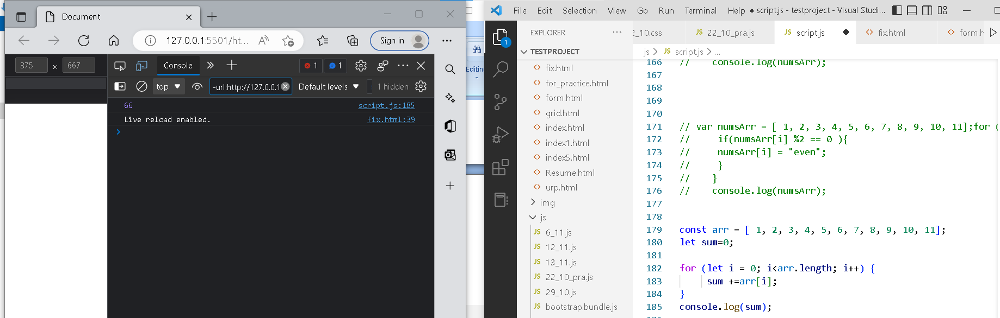 Document
127.0.0.1:5501/ht...
Sign in
375 × 667
Console
1 1
top
-url:http://127.0.0.1
Default levels
1 hidden
66 script.js:185
Live reload enabled. fix.html:39
Editing
File Edit Selection View Go Run Terminal Help
script.js - testproject - Visual Studi...
1
EXPLORER
TESTPROJECT
fix.html
for_practice.html
form.html
grid.html
index.html
index1.html
index5.html
Resume.html
urp.html
img
js
JS 6_11.js
JS 12_11.js
JS 13_11.js
JS 22_10_pra.js
JS 29_10.js
JS bootstrap.bundle.js
2_10.css JS 22_10_pra.js JS script.js fix.html form.h
js > JS script.js > ...
166 // console.log(numsArr);
167
168
169
170
171 // var numsArr = [ 1, 2, 3, 4, 5, 6, 7, 8, 9, 10, 11];for (
172 // if(numsArr[i] %2 == 0 ){
173 // numsArr[i] = "even";
174 // }
175 // }
176 // console.log(numsArr);
177
178
179 const arr = [ 1, 2, 3, 4, 5, 6, 7, 8, 9, 10, 11];
180 let sum=0;
181
182 for (let i = 0; i<arr.length; i++) {
183 sum +=arr[i];
184 }
185 console.log(sum);